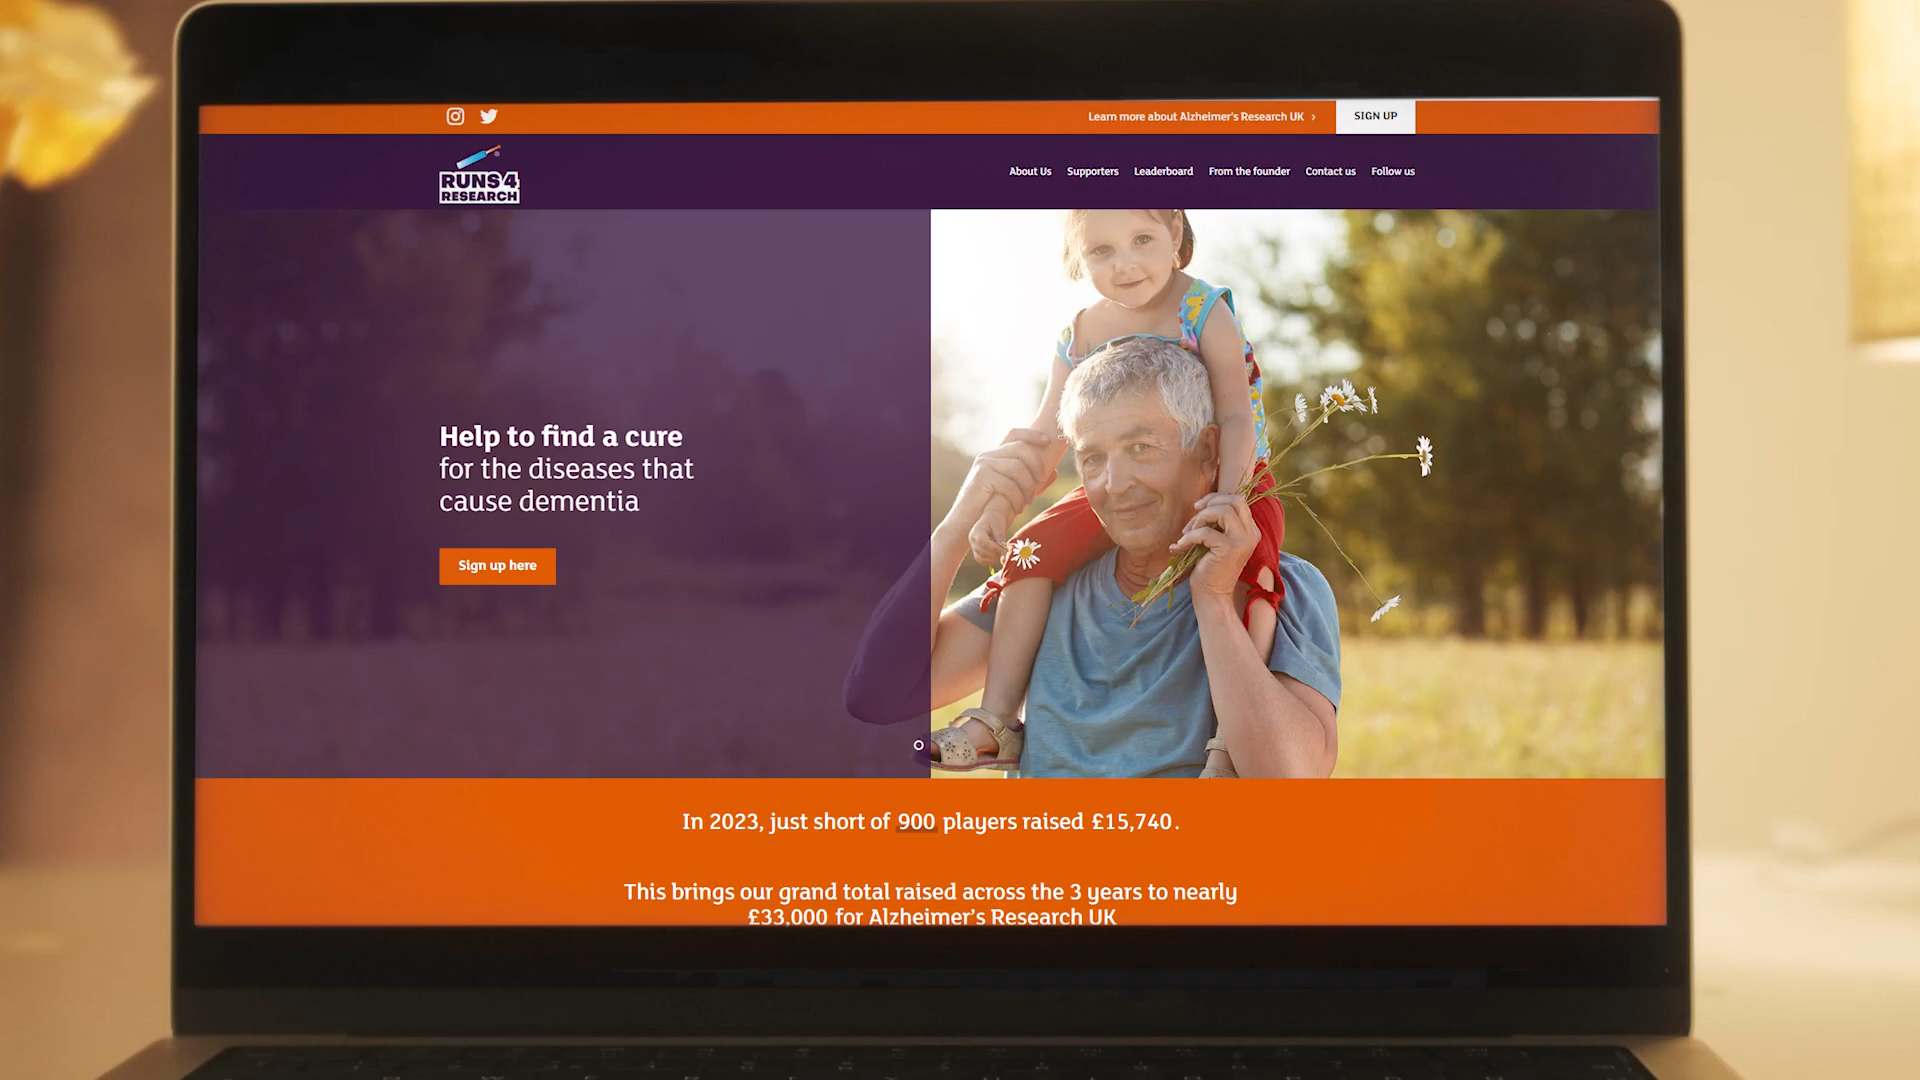 Learn more about Alzheimer's Research UK ›
SIGN UP
RUNS 4
RESEARCH
About Us Supporters Leaderboard From the founder Contact us Follow us
Help to find a cure
for the diseases that
cause dementia
Sign up here
In 2023, just short of 900 players raised £15,740.
This brings our grand total raised across the 3 years to nearly
£33,000 for Alzheimer's Research UK